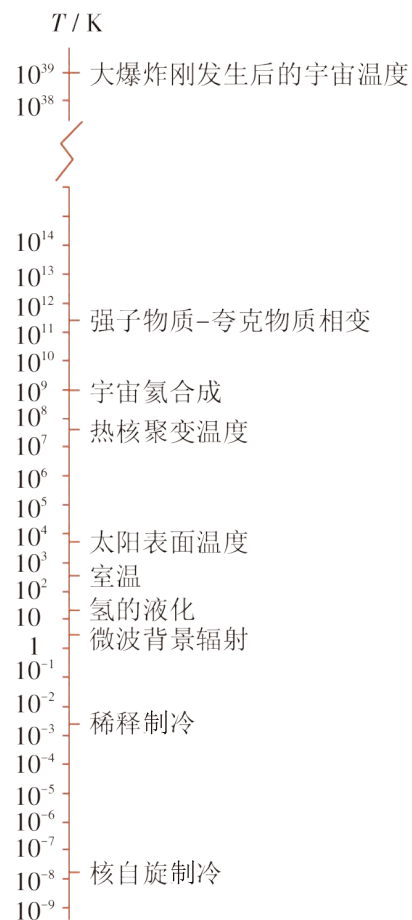 T / K
10³⁹ 大爆炸刚发生后的宇宙温度
10³⁸
10¹⁴
10¹³
10¹²
强子物质-夸克物质相变
10¹¹
10¹⁰
10⁹ 宇宙氦合成
10⁸
热核聚变温度
10⁷
10⁶
10⁵
10⁴
太阳表面温度
10³
室温
10²
氢的液化
10
微波背景辐射
1
10⁻¹
10⁻²
稀释制冷
10⁻³
10⁻⁴
10⁻⁵
10⁻⁶
10⁻⁷
核自旋制冷
10⁻⁸
10⁻⁹